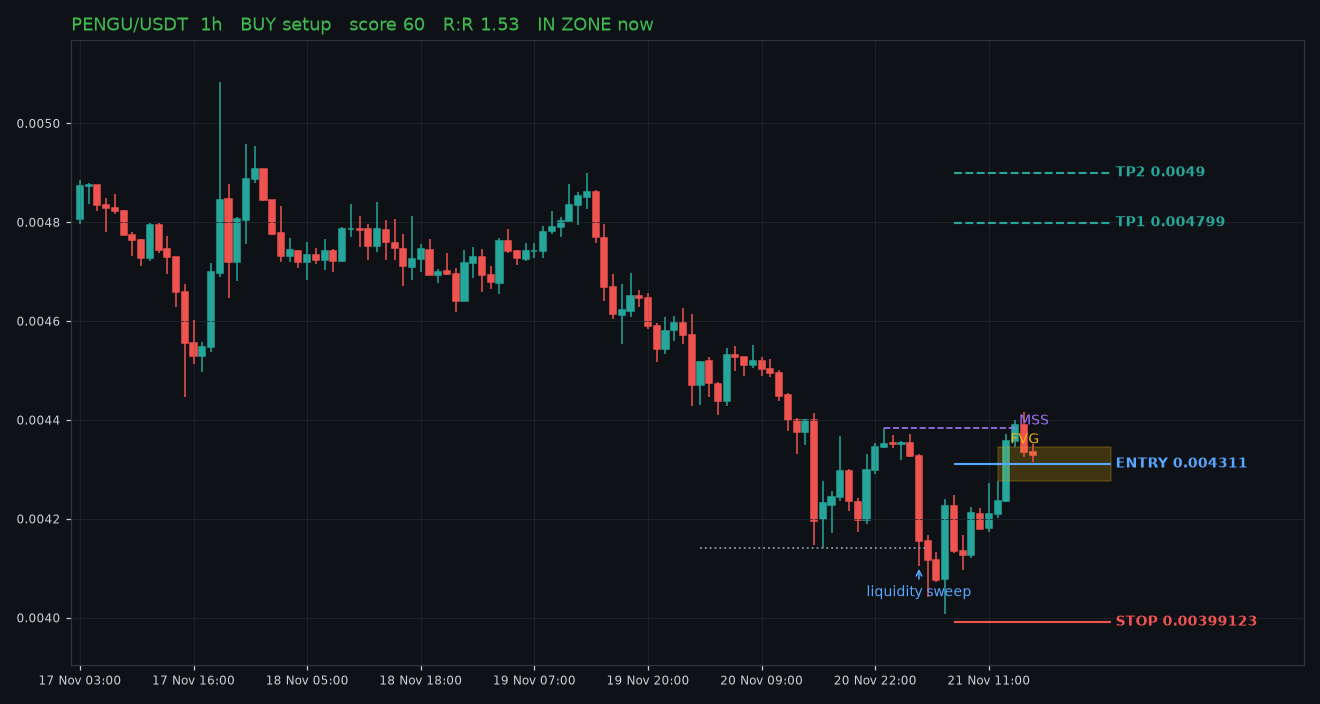 PENGU/USDT 1h BUY setup score 60 R:R 1.53 IN ZONE now
0.0050
0.0048
0.0046
0.0044
0.0042
0.0040
TP2 0.0049
TP1 0.004799
MSS
FVG
ENTRY 0.004311
liquidity sweep
STOP 0.00399123
17 Nov 03:00
17 Nov 16:00
18 Nov 05:00
18 Nov 18:00
19 Nov 07:00
19 Nov 20:00
20 Nov 09:00
20 Nov 22:00
21 Nov 11:00